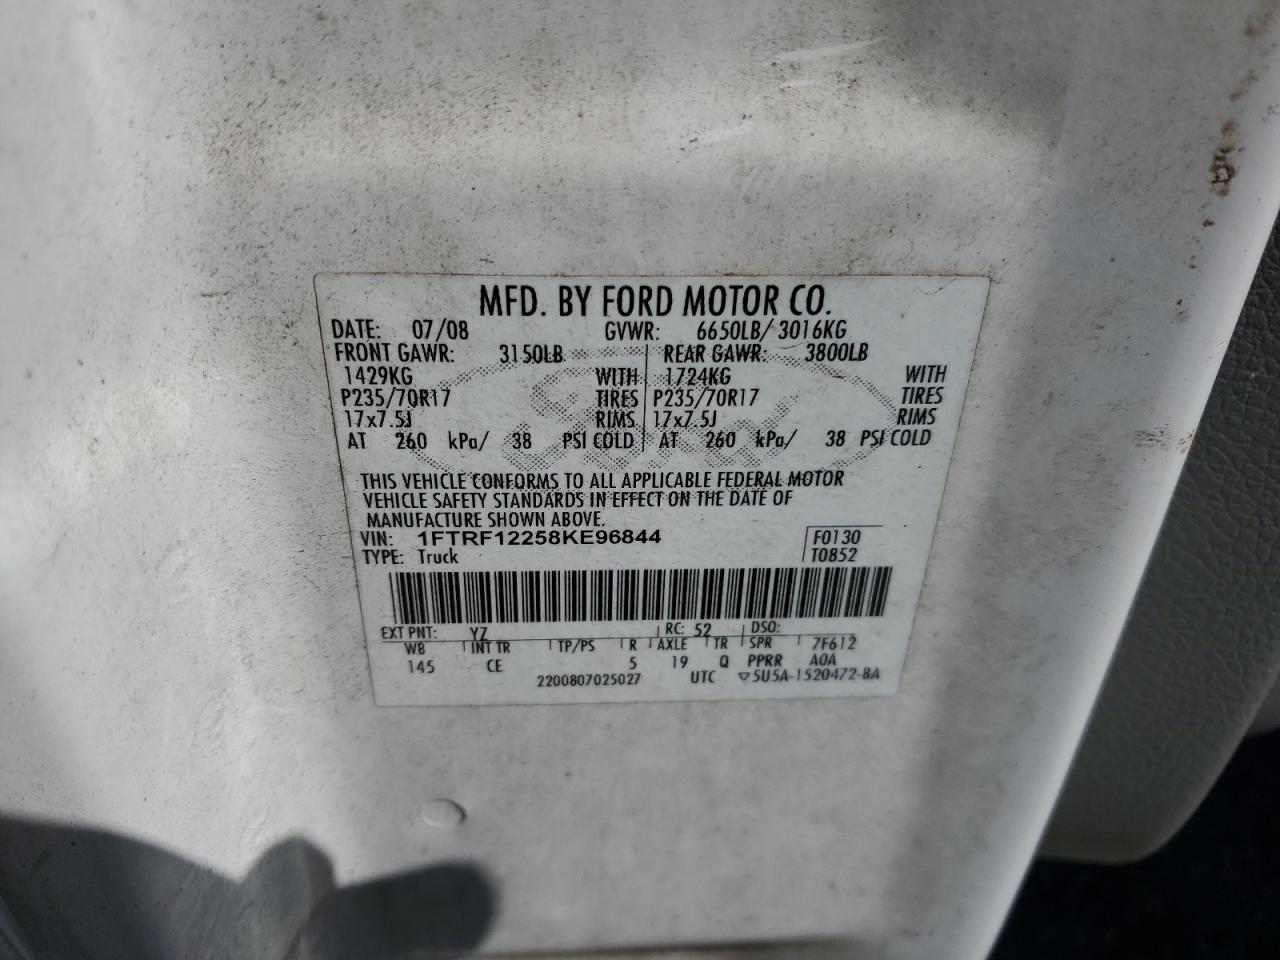 MFD. BY FORD MOTOR CO.
DATE: 07/08 GVWR: 6650LB/ 3016KG
FRONT GAWR: 3150LB REAR GAWR: 3800LB
1429KG WITH 1724KG WITH
P235/70R17 TIRES P235/70R17 TIRES
17x7.5J RIMS 17x7.5J RIMS
AT 260 kPa/ 38 PSI COLD AT 260 kPa/ 38 PSI COLD
THIS VEHICLE CONFORMS TO ALL APPLICABLE FEDERAL MOTOR
VEHICLE SAFETY STANDARDS IN EFFECT ON THE DATE OF
MANUFACTURE SHOWN ABOVE.
VIN: 1FTRF12258KE96844 F0130
TYPE: Truck T0852
EXT PNT: YZ RC: 52 DSO:
WB INT TR TP/PS R AXLE TR SPR 7F612
145 CE 5 19 Q PPRR A0A
2200807025027 UTC ▽5U5A-1520472-BA